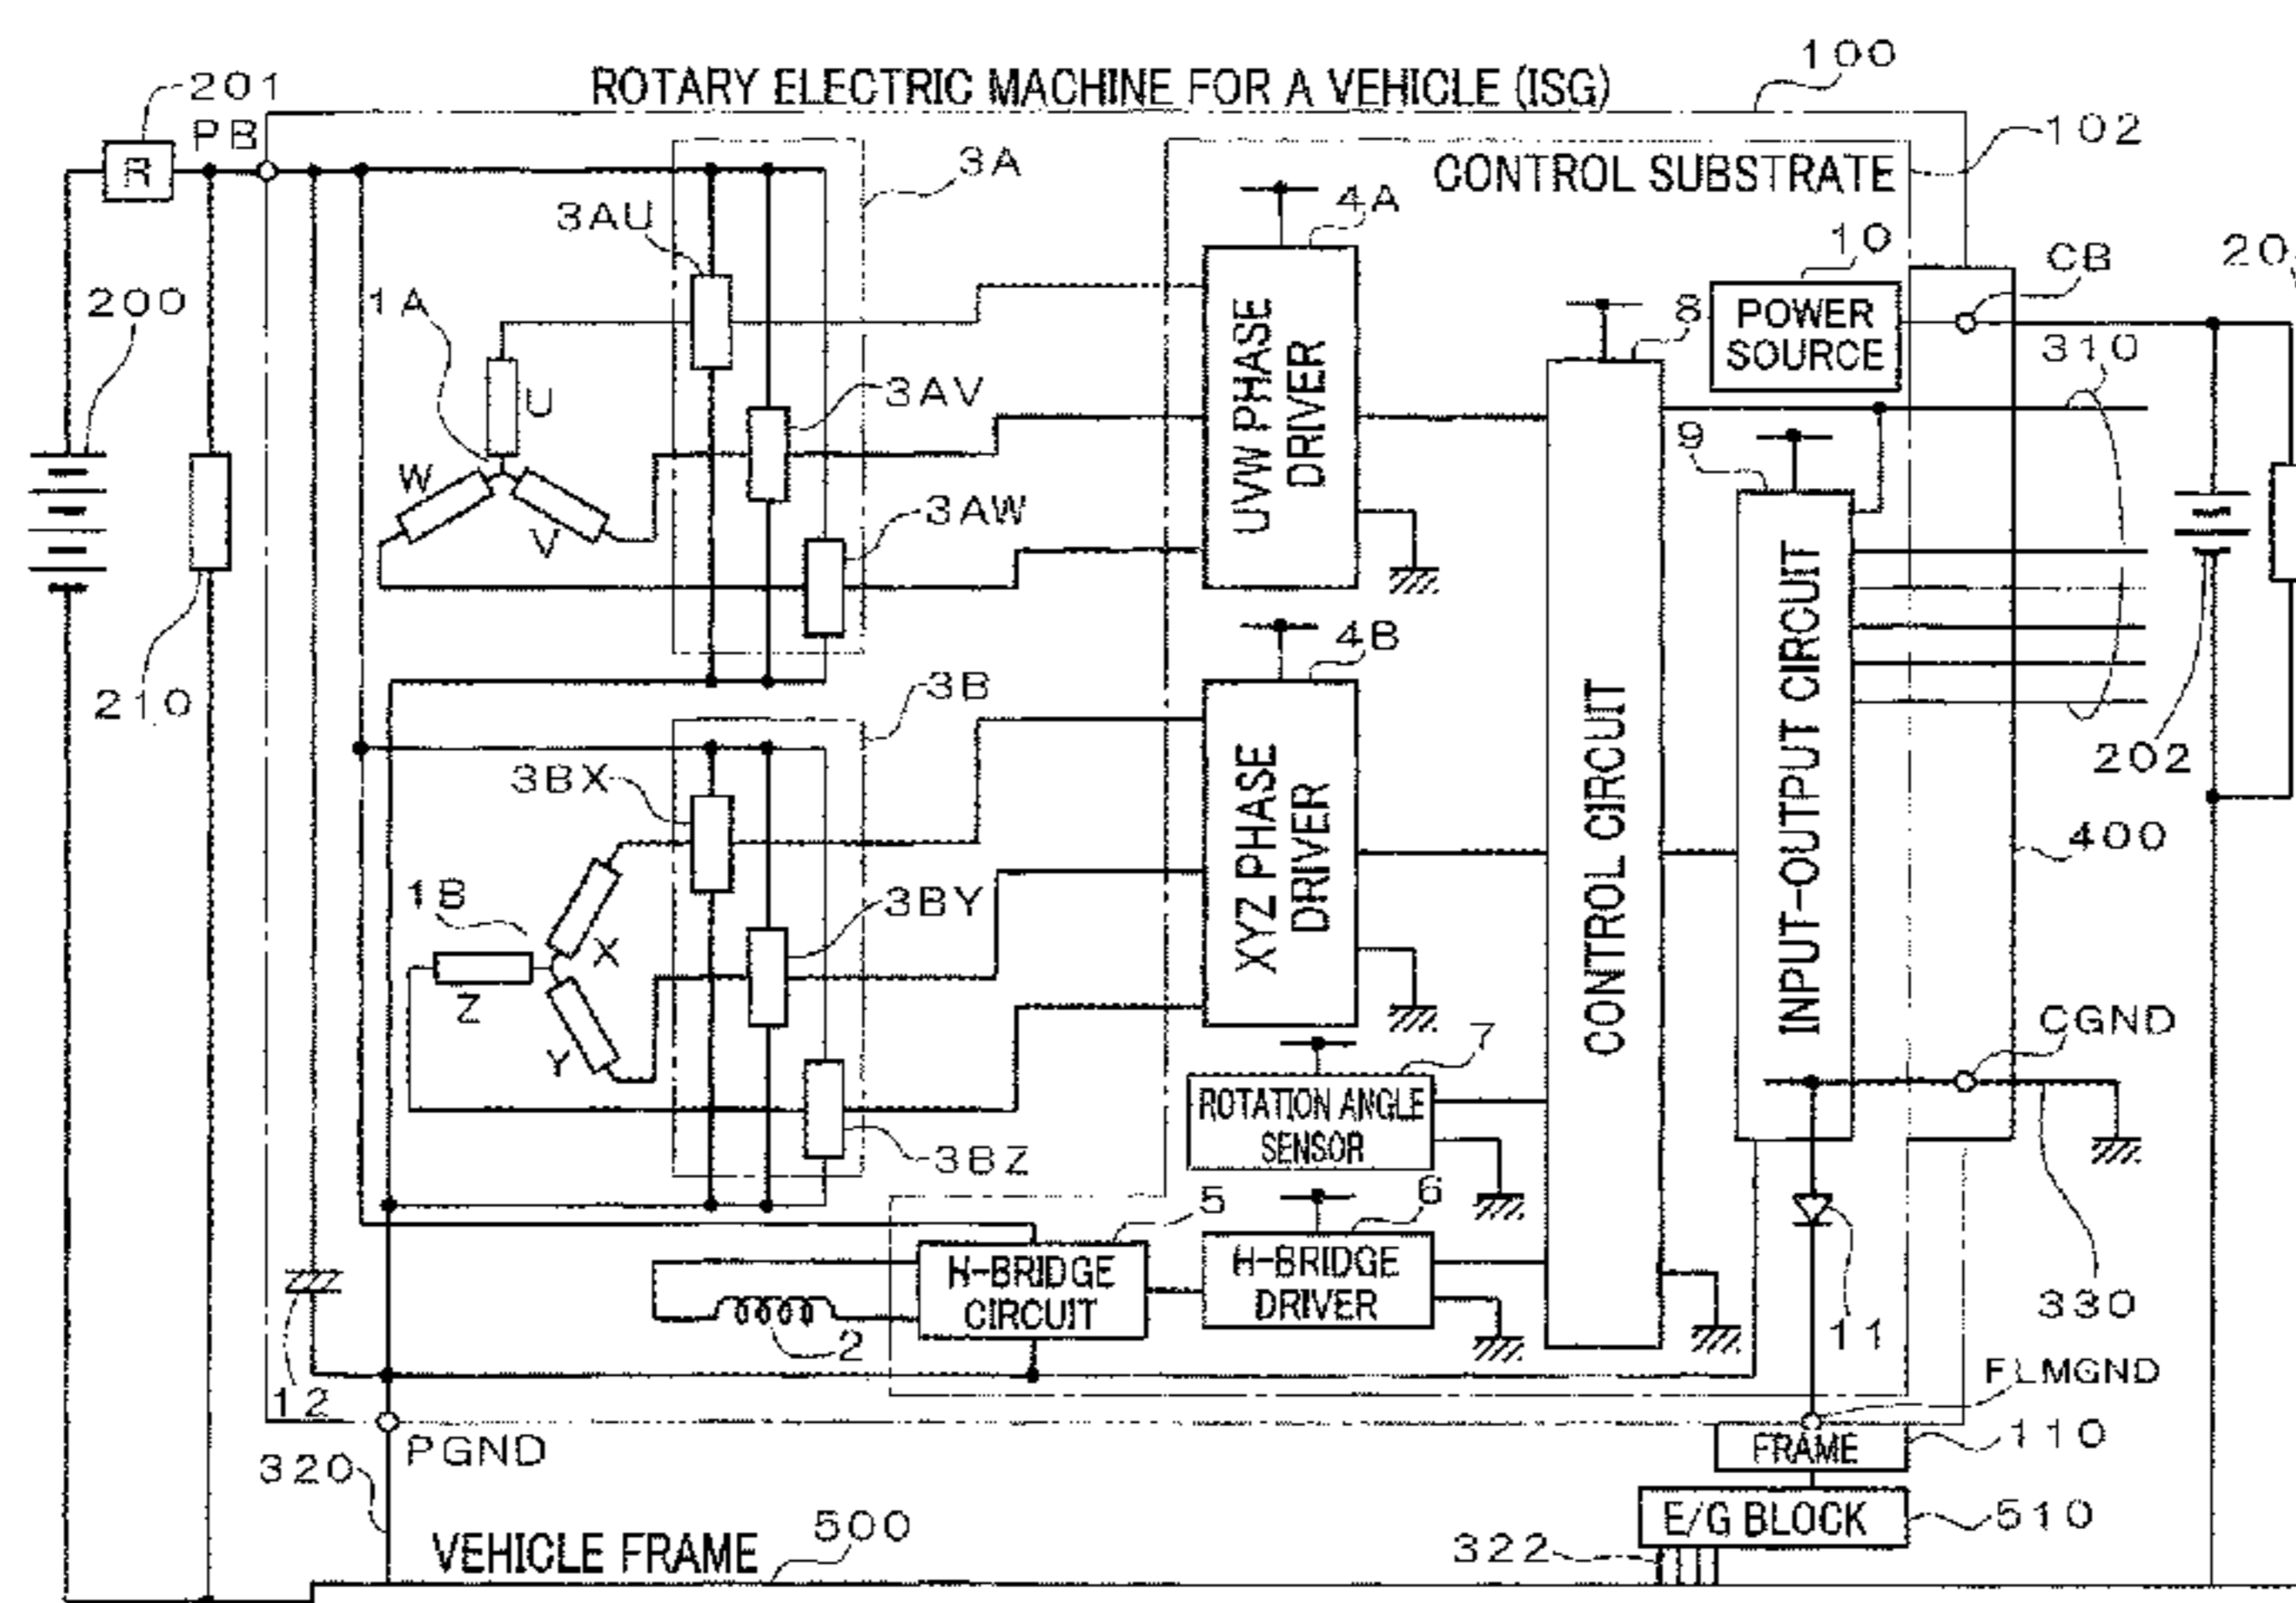 ROTARY ELECTRIC MACHINE FOR A VEHICLE (ISG)
100
201
PB
R
102
3A
CONTROL SUBSTRATE
3AU
4A
10
CB
200
1A
8
POWER
SOURCE
310
U
3AV
UVW PHASE
DRIVER
9
W
V
3AW
210
4B
3B
202
3BX
XYZ PHASE
DRIVER
CONTROL CIRCUIT
INPUT-OUTPUT CIRCUIT
400
1B
X
3BY
Z
Y
7
CGND
ROTATION ANGLE
SENSOR
3BZ
5
6
H-BRIDGE
CIRCUIT
H-BRIDGE
DRIVER
2
11
330
12
FLMGND
PGND
FRAME
110
320
E/G BLOCK
510
VEHICLE FRAME
500
322